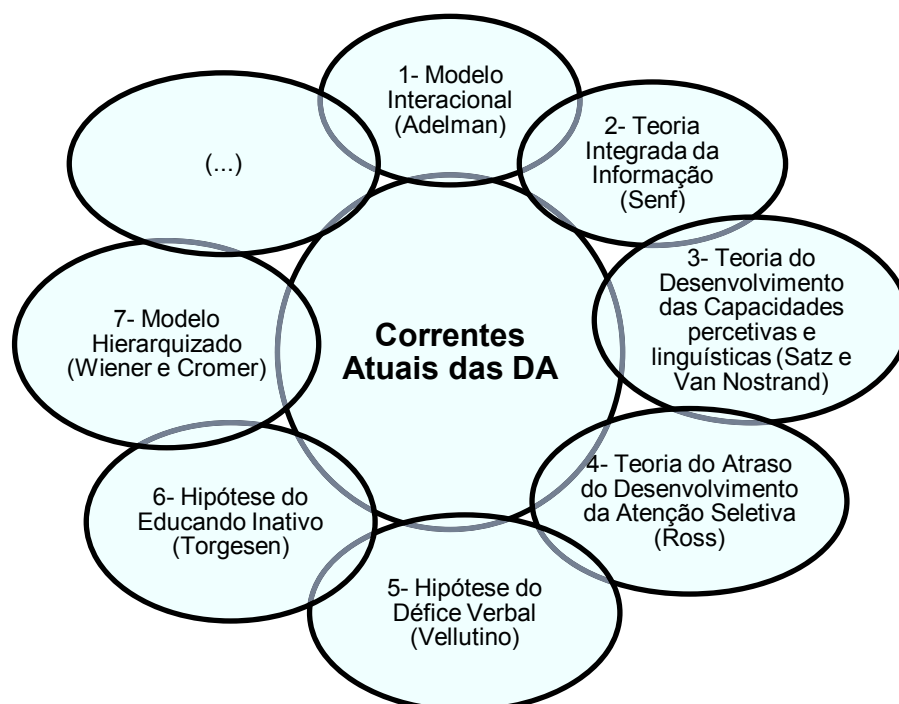 1- Modelo
Interacional
(Adelman)
2- Teoria
Integrada da
Informação
(Senf)
3- Teoria do
Desenvolvimento
das Capacidades
percetivas e
linguísticas (Satz e
Van Nostrand)
4- Teoria do Atraso
do Desenvolvimento
da Atenção Seletiva
(Ross)
5- Hipótese do
Défice Verbal
(Vellutino)
6- Hipótese do
Educando Inativo
(Torgesen)
7- Modelo
Hierarquizado
(Wiener e Cromer)
(...)
Correntes
Atuais das DA